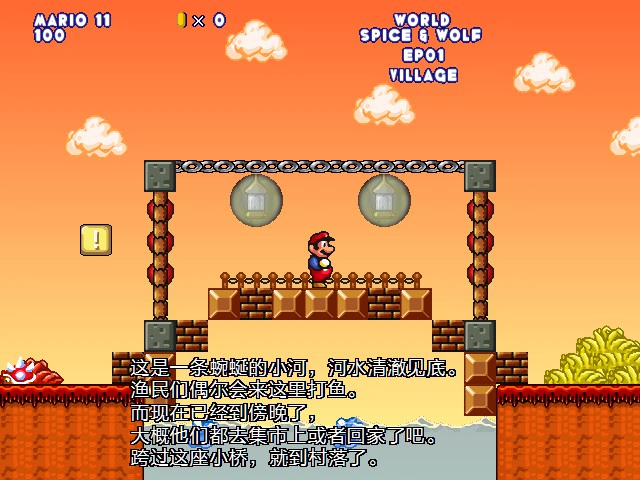 MARIO 11
100
× 0
WORLD
SPICE & WOLF
EP01
VILLAGE
!
这是一条蜿蜒的小河，河水清澈见底。
渔民们偶尔会来这里打鱼。
而现在已经到傍晚了，
大概他们都去集市上或者回家了吧。
跨过这座小桥，就到村落了。